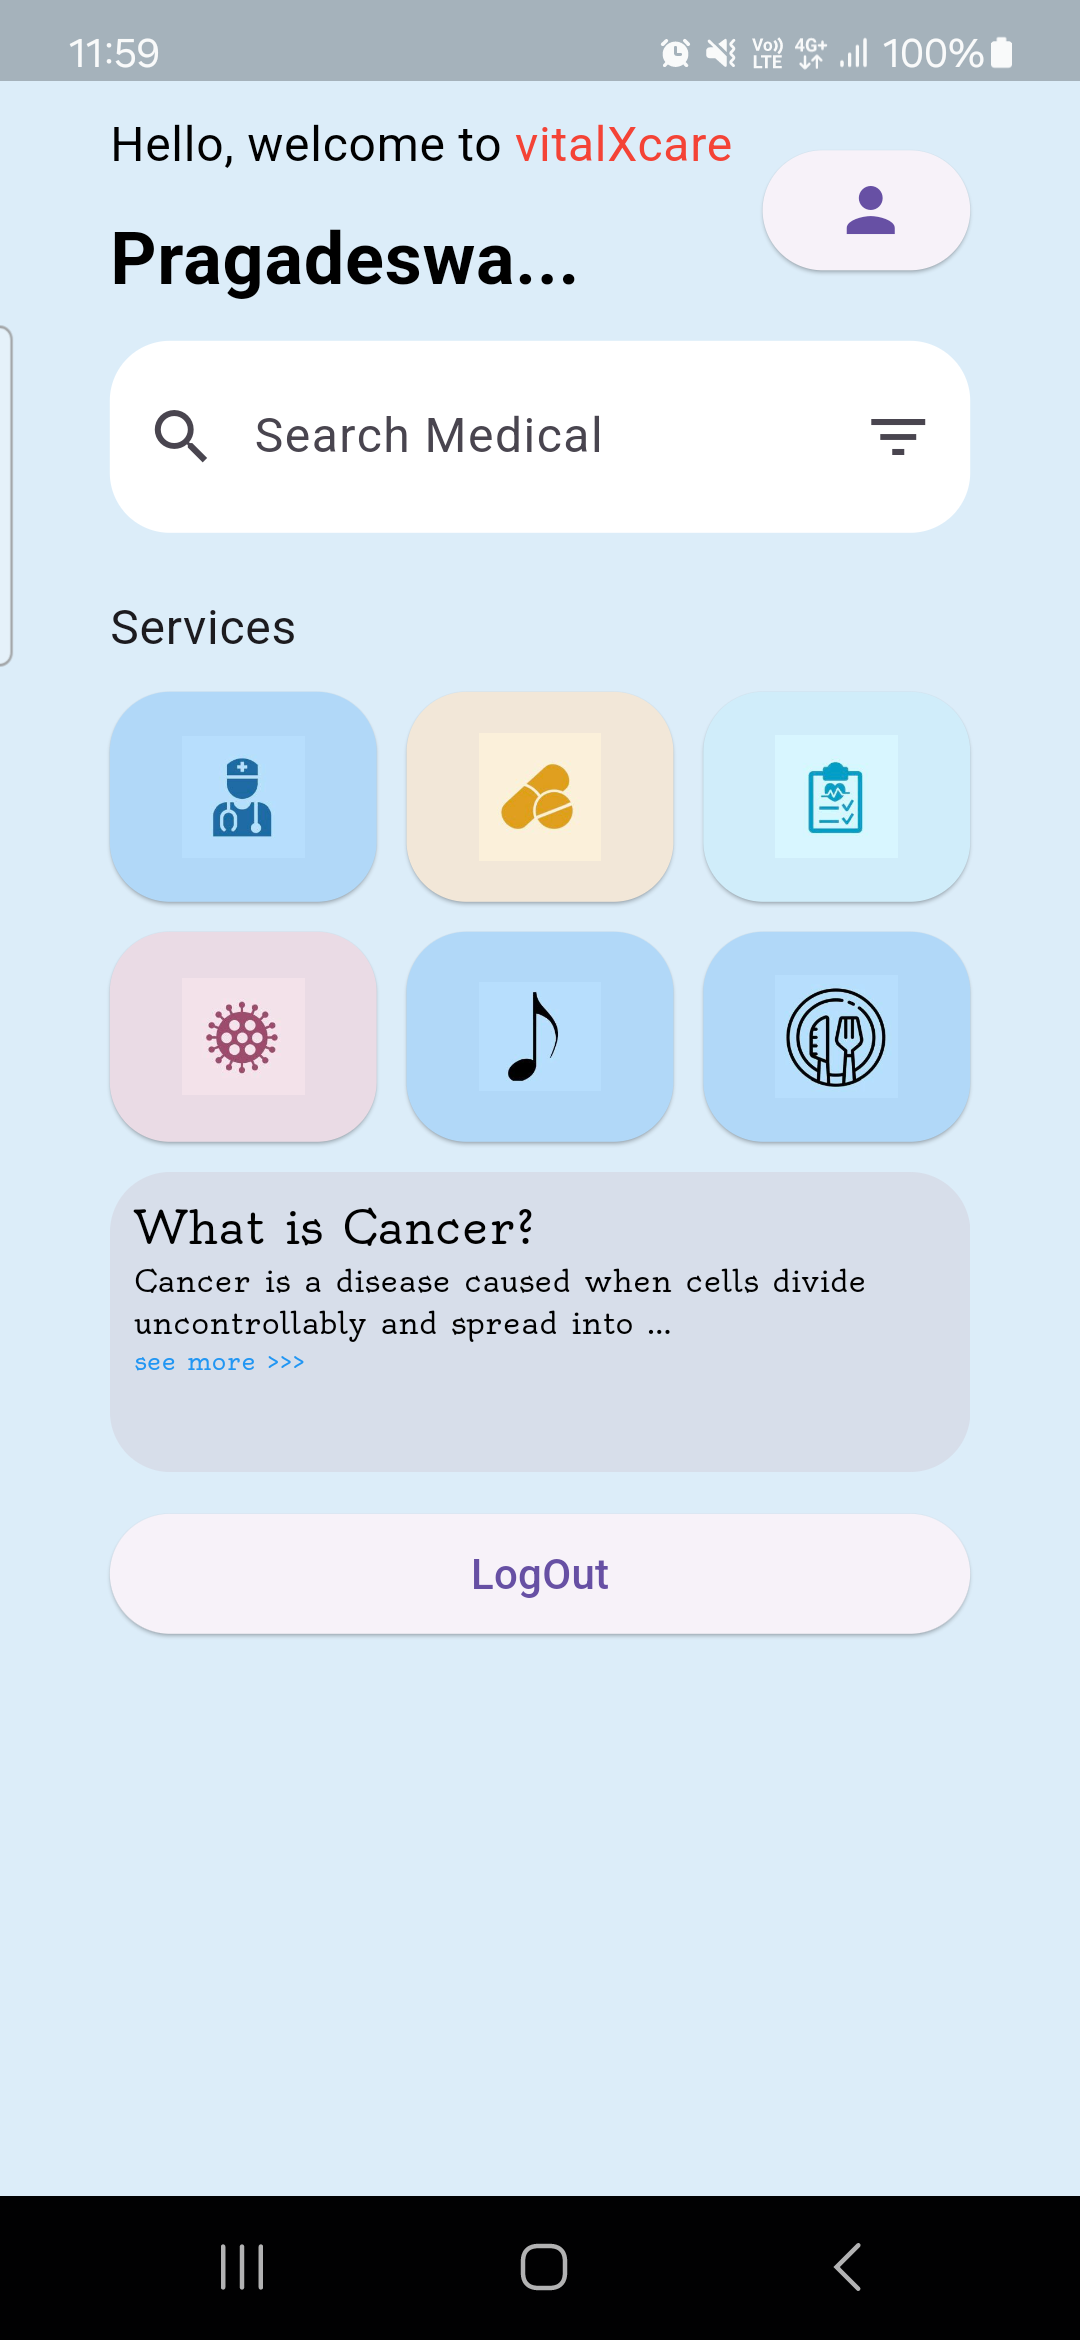 11:59
Vo)) LTE 4G+ 100%
Hello, welcome to vitalXcare
Pragadeswa...
Search Medical
Services
What is Cancer?
Cancer is a disease caused when cells divide
uncontrollably and spread into ...
see more >>>
LogOut